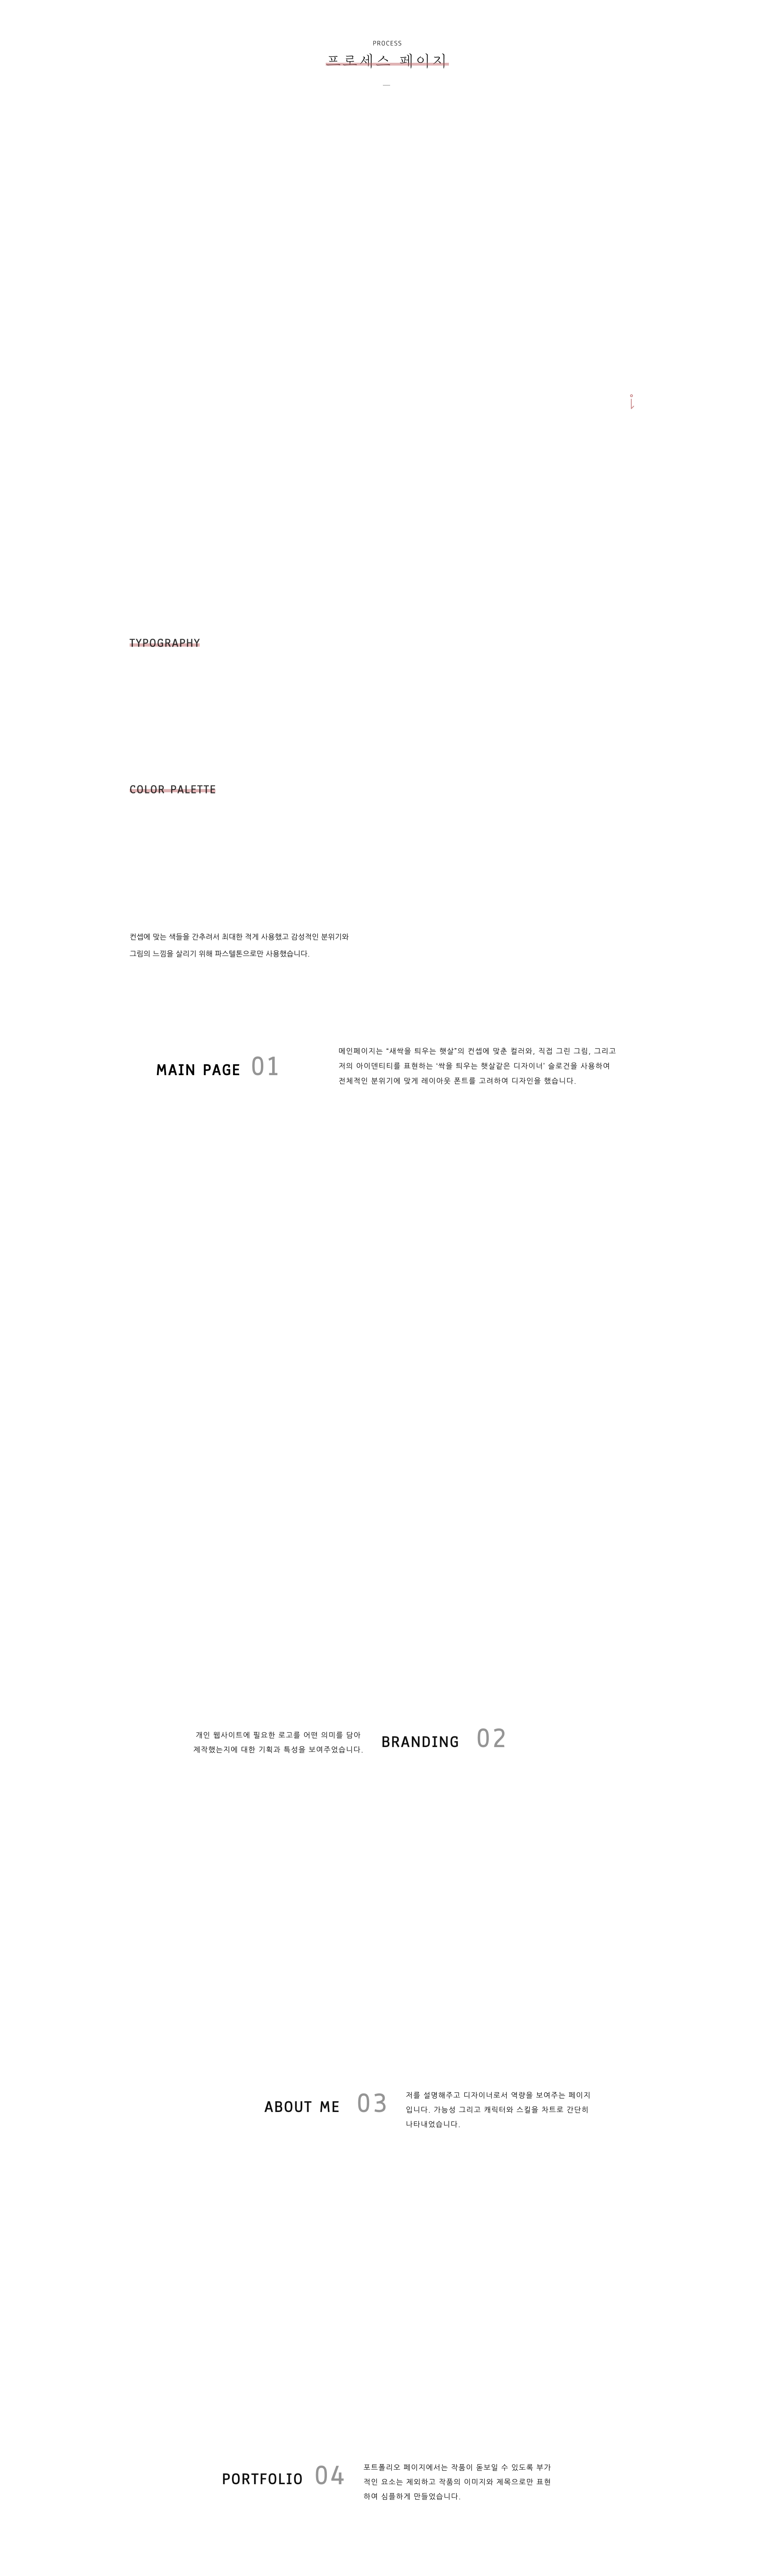 PROCESS
프로세스 페이지
TYPOGRAPHY
COLOR PALETTE
컨셉에 맞는 색들을 간추려서 최대한 적게 사용했고 감성적인 분위기와
그림의 느낌을 살리기 위해 파스텔톤으로만 사용했습니다.
MAIN PAGE 01
메인페이지는 "새싹을 틔우는 햇살"의 컨셉에 맞춘 컬러와, 직접 그린 그림, 그리고
저의 아이덴티티를 표현하는 '싹을 틔우는 햇살같은 디자이너' 슬로건을 사용하여
전체적인 분위기에 맞게 레이아웃 폰트를 고려하여 디자인을 했습니다.
개인 웹사이트에 필요한 로고를 어떤 의미를 담아
제작했는지에 대한 기획과 특성을 보여주었습니다.
BRANDING 02
ABOUT ME 03
저를 설명해주고 디자이너로서 역량을 보여주는 페이지
입니다. 가능성 그리고 캐릭터와 스킬을 차트로 간단히
나타내었습니다.
PORTFOLIO 04
포트폴리오 페이지에서는 작품이 돋보일 수 있도록 부가
적인 요소는 제외하고 작품의 이미지와 제목으로만 표현
하여 심플하게 만들었습니다.